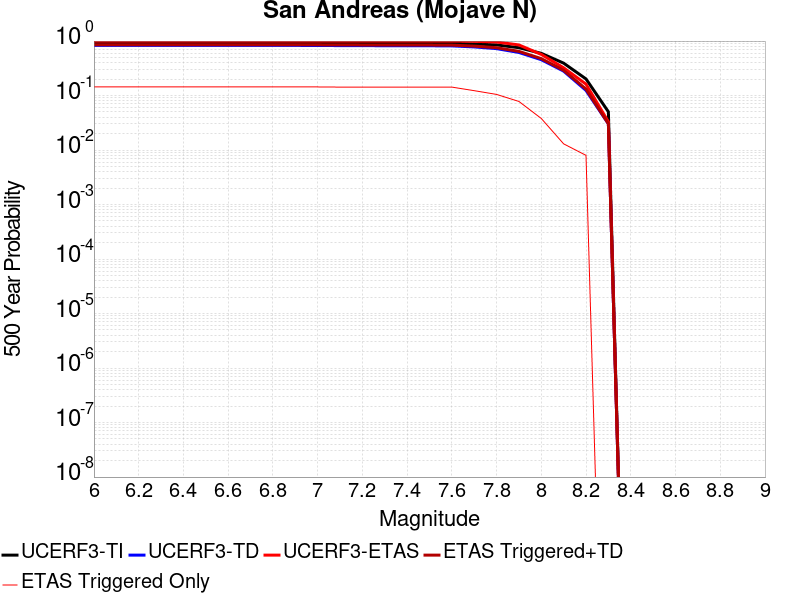 San Andreas (Mojave N)
500 Year Probability
10^0
10^-1
10^-2
10^-3
10^-4
10^-5
10^-6
10^-7
10^-8
6 6.2 6.4 6.6 6.8 7 7.2 7.4 7.6 7.8 8 8.2 8.4 8.6 8.8 9
Magnitude
UCERF3-TI UCERF3-TD UCERF3-ETAS ETAS Triggered+TD
ETAS Triggered Only